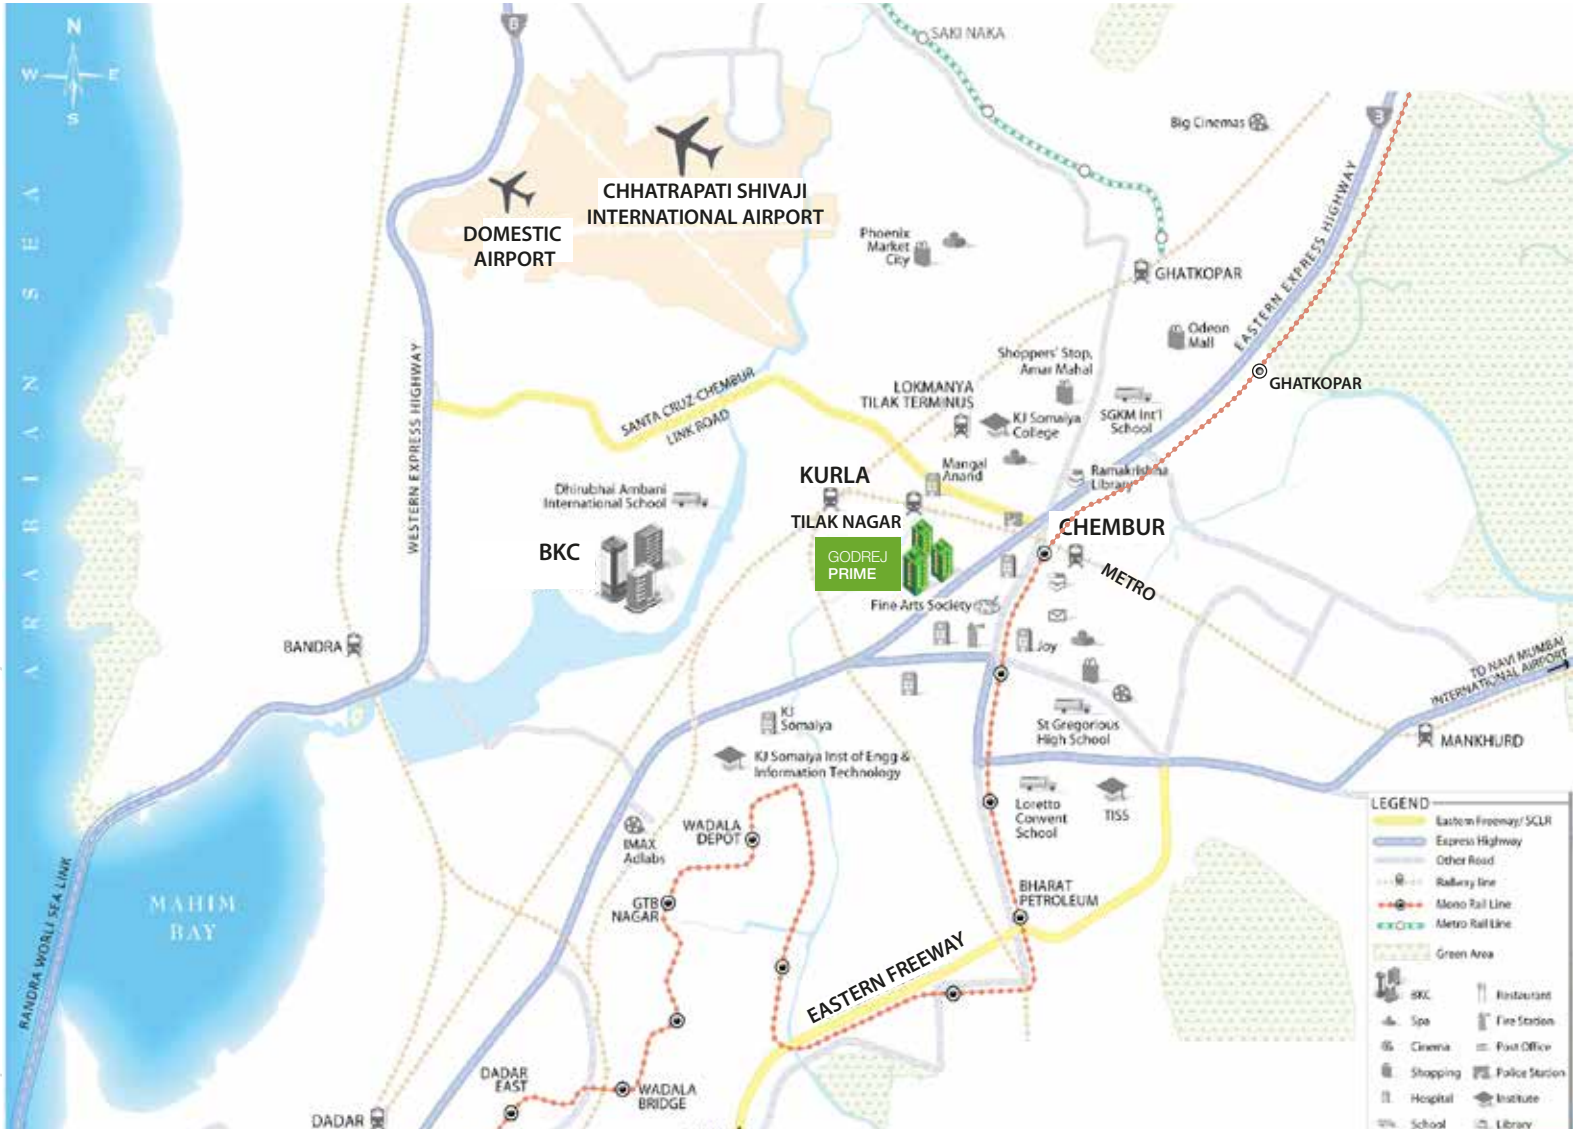 N
W
E
S
8
SAKI NAKA
Big Cinemas
3
CHHATRAPATI SHIVAJI
INTERNATIONAL AIRPORT
DOMESTIC
AIRPORT
Phoenix
Market
City
GHATKOPAR
EASTERN EXPRESS HIGHWAY
Odeon
Mall
Shoppers' Stop,
Amar Mahal
GHATKOPAR
ARABIAN SEA
WESTERN EXPRESS HIGHWAY
SANTA CRUZ-CHEMBUR
LINK ROAD
LOKMANYA
TILAK TERMINUS
KJ Somaiya
College
SGKM Int'l
School
Mangal
Anand
Ramakrishna
Library
KURLA
Dhirubhai Ambani
International School
TILAK NAGAR
CHEMBUR
BKC
GODREJ
PRIME
METRO
Fine Arts Society
Joy
BANDRA
TO NAVI MUMBAI
INTERNATIONAL AIRPORT
KJ
Somaiya
St Gregorious
High School
MANKHURD
KJ Somaiya Inst of Engg &
Information Technology
Loretto
Convent
School
TISS
WADALA
DEPOT
IMAX
Adlabs
GTB
NAGAR
BHARAT
PETROLEUM
MAHIM
BAY
BANDRA WORLI SEA LINK
EASTERN FREEWAY
DADAR
EAST
WADALA
BRIDGE
DADAR
LEGEND
Eastern Freeway/ SCLR
Express Highway
Other Road
Railway line
Mono Rail Line
Metro Rail Line
Green Area
BKC
Restaurant
Spa
Fire Station
Cinema
Post Office
Shopping
Police Station
Hospital
Institute
School
Library